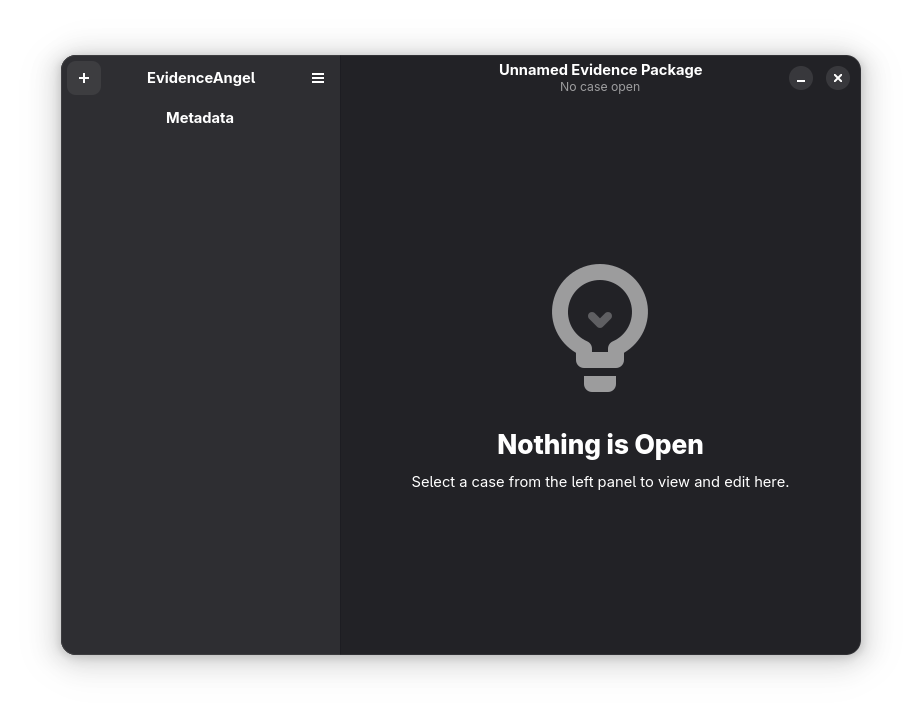 EvidenceAngel
Metadata
Unnamed Evidence Package
No case open
Nothing is Open
Select a case from the left panel to view and edit here.